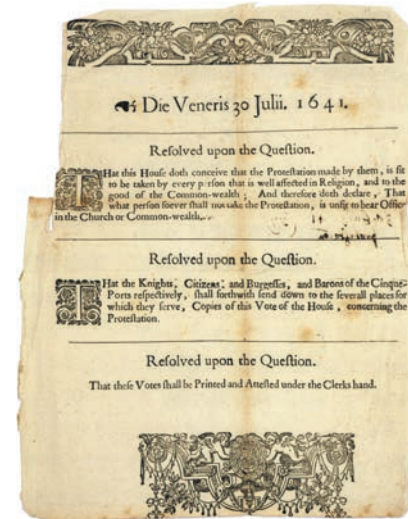 Die Veneris 30 Julii. 1641.
Resolved upon the Question.
THat this House doth conceive that the Protestation made by them, is fit
to be taken by every person that is well affected in Religion, and to the
good of the Common-wealth; And therefore doth declare, That
what person soever shall not take the Protestation, is unfit to bear Office
in the Church or Common-wealth,
Resolved upon the Question.
THat the Knights, Citizens, and Burgesses, and Barons of the Cinque-
Ports respectively, shall forthwith send down to the severall places for
which they serve, Copies of this Vote of the House, concerning the
Protestation.
Resolved upon the Question.
That these Votes shall be Printed and Attested under the Clerks hand.